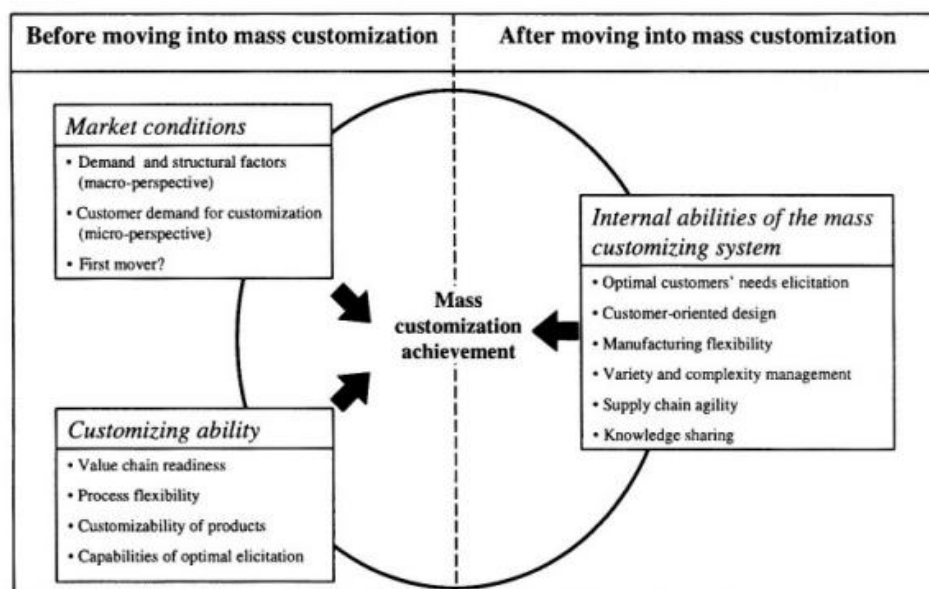 Before moving into mass customization
After moving into mass customization
Market conditions
• Demand and structural factors
(macro-perspective)
• Customer demand for customization
(micro-perspective)
• First mover?
Customizing ability
• Value chain readiness
• Process flexibility
• Customizability of products
• Capabilities of optimal elicitation
Mass
customization
achievement
Internal abilities of the mass
customizing system
• Optimal customers' needs elicitation
• Customer-oriented design
• Manufacturing flexibility
• Variety and complexity management
• Supply chain agility
• Knowledge sharing